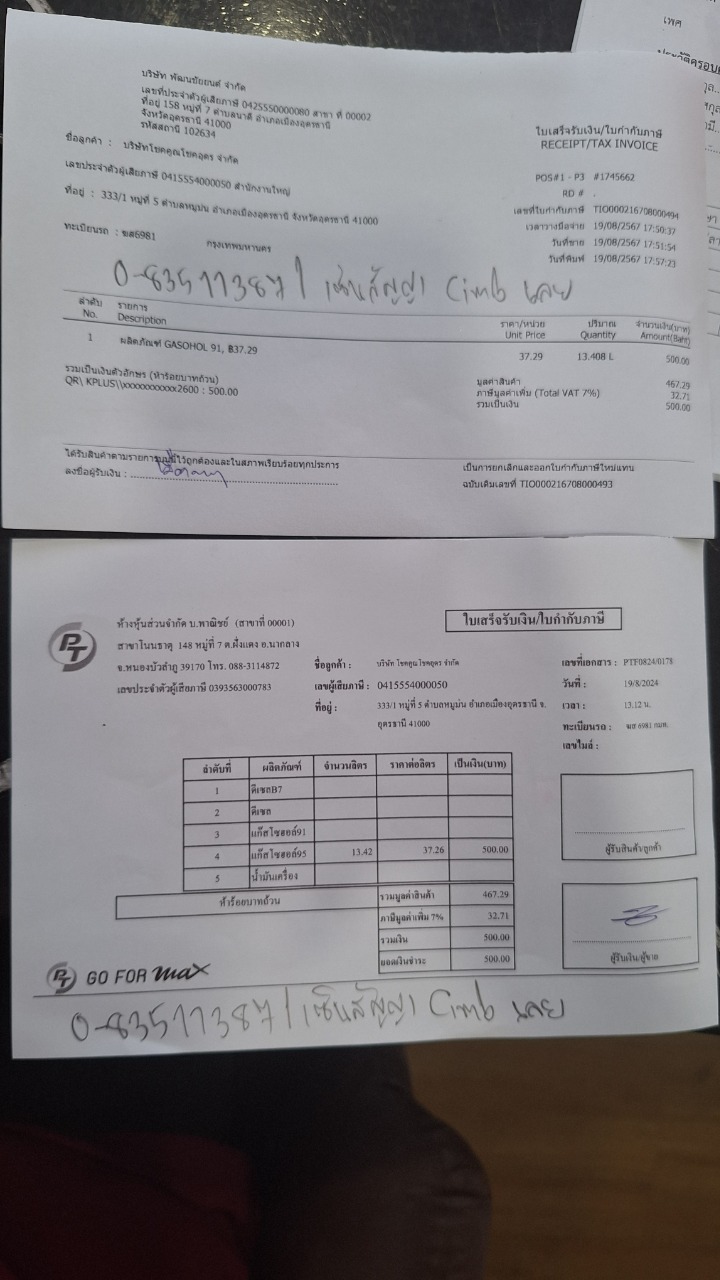 เพศ
ประวัติครอบค
บริษัท พัฒนชัยยนต์ จำกัด
เลขที่ประจำตัวผู้เสียภาษี 0425550000080 สาขา ที่ 00002
ที่อยู่ 158 หมู่ที่ 7 ตำบลนาดี อำเภอเมืองอุดรธานี
จังหวัดอุดรธานี 41000
รหัสสถานี 102634
ใบเสร็จรับเงิน/ใบกำกับภาษี
RECEIPT/TAX INVOICE
ชื่อลูกค้า : บริษัทโชคคูณโชคอุดร จำกัด
เลขประจำตัวผู้เสียภาษี 0415554000050 สำนักงานใหญ่
ที่อยู่ : 333/1 หมู่ที่ 5 ตำบลหมูม่น อำเภอเมืองอุดรธานี จังหวัดอุดรธานี 41000
ทะเบียนรถ : ฆส6981 กรุงเทพมหานคร
POS#1 - P3 #1745662
RD # .
เลขที่ใบกำกับภาษี TIO000216708000494
เวลาวางมือจ่าย 19/08/2567 17:50:37
วันที่ขาย 19/08/2567 17:51:54
วันที่พิมพ์ 19/08/2567 17:57:23
0-83511387 / เซ็นสัญญา Cimb เลย
ลำดับ รายการ ราคา/หน่วย ปริมาณ จำนวนเงิน(บาท)
No. Description Unit Price Quantity Amount(Baht)
1 ผลิตภัณฑ์ GASOHOL 91, ฿37.29 37.29 13.408 L 500.00
รวมเป็นเงินตัวอักษร (ห้าร้อยบาทถ้วน)
QR\ KPLUS\\xxxxxxxxxx2600 : 500.00
มูลค่าสินค้า 467.29
ภาษีมูลค่าเพิ่ม (Total VAT 7%) 32.71
รวมเป็นเงิน 500.00
ได้รับสินค้าตามรายการบนนี้ไว้ถูกต้องและในสภาพเรียบร้อยทุกประการ
ลงชื่อผู้รับเงิน :
เป็นการยกเลิกและออกใบกำกับภาษีใหม่แทน
ฉบับเดิมเลขที่ TIO000216708000493
PT
ห้างหุ้นส่วนจำกัด บ.พาณิชย์ (สาขาที่ 00001)
สาขาโนนธาตุ 148 หมู่ที่ 7 ต.ฝั่งแดง อ.นากลาง
จ.หนองบัวลำภู 39170 โทร. 088-3114872
เลขประจำตัวผู้เสียภาษี 0393563000783
ใบเสร็จรับเงิน/ใบกำกับภาษี
ชื่อลูกค้า : บริษัท โชคคูณโชคอุดร จำกัด
เลขผู้เสียภาษี : 0415554000050
ที่อยู่ : 333/1 หมู่ที่ 5 ตำบลหมูม่น อำเภอเมืองอุดรธานี จ.
อุดรธานี 41000
เลขที่เอกสาร : PTF0824/0178
วันที่ : 19/8/2024
เวลา : 13.12 น.
ทะเบียนรถ : ฆส 6981 กทม.
เลขไมล์ :
ลำดับที่ ผลิตภัณฑ์ จำนวนลิตร ราคาต่อลิตร เป็นเงิน(บาท)
1 ดีเซลB7
2 ดีเซล
3 แก๊สโซฮอล์91
4 แก๊สโซฮอล์95 13.42 37.26 500.00
5 น้ำมันเครื่อง
ห้าร้อยบาทถ้วน
รวมมูลค่าสินค้า 467.29
ภาษีมูลค่าเพิ่ม 7% 32.71
รวมเงิน 500.00
ยอดเงินชำระ 500.00
ผู้รับสินค้า/ลูกค้า
ผู้รับเงิน/ผู้ขาย
PT GO FOR max
0-83511387 / เซ็นสัญญา Cimb เลย